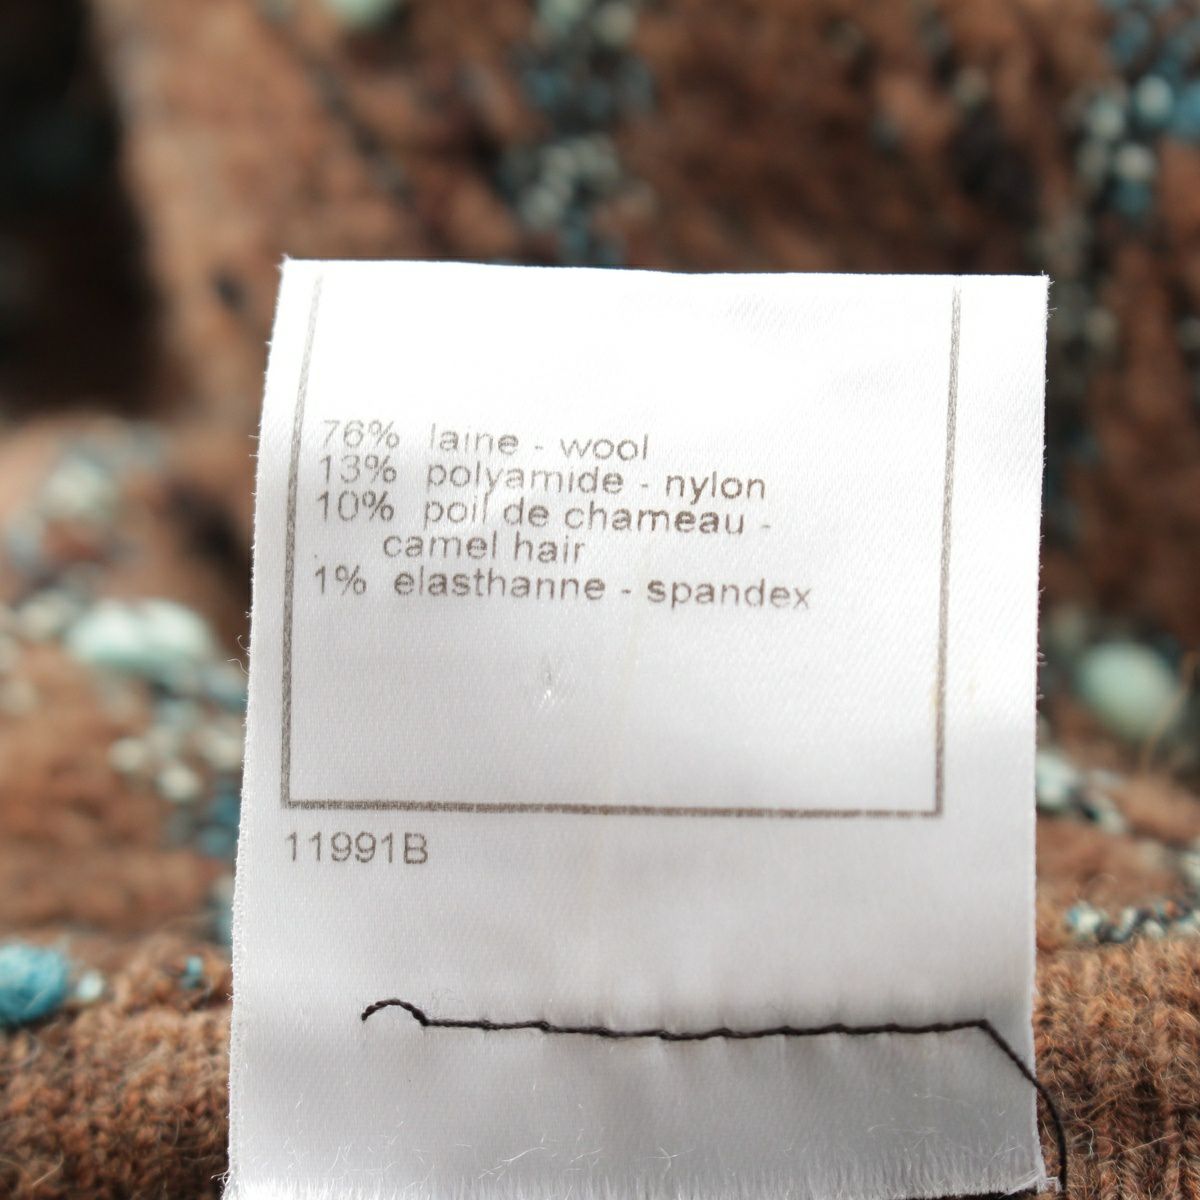 76% laine - wool
13% polyamide - nylon
10% poil de chameau -
camel hair
1% elasthanne - spandex
11991B